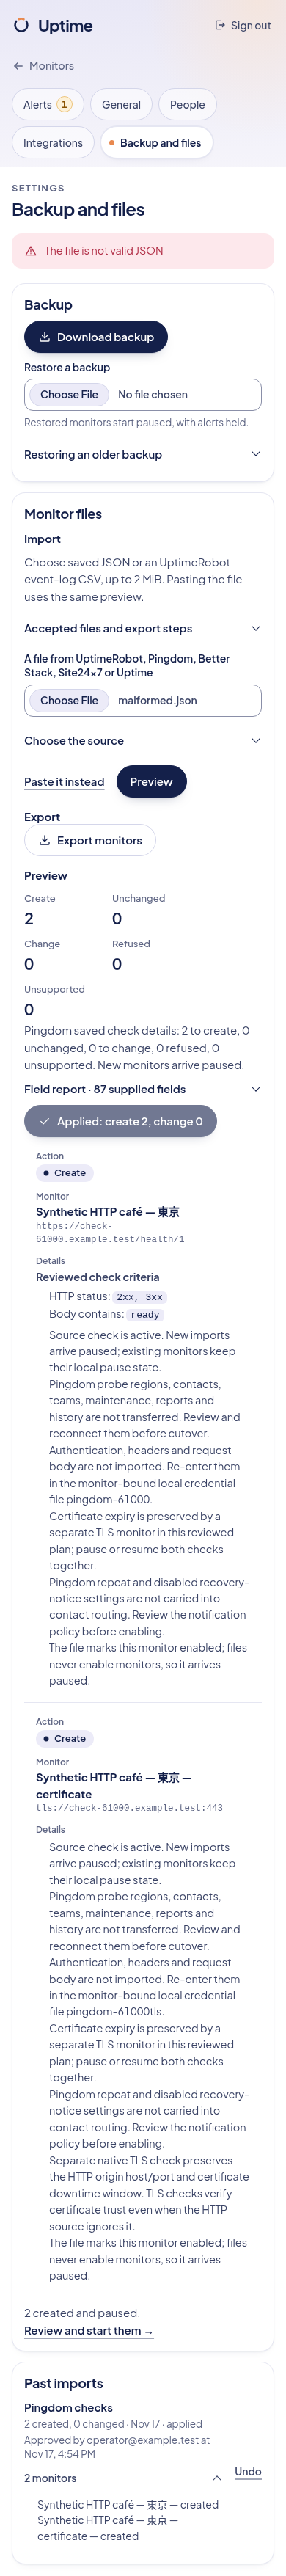 Uptime
Sign out
← Monitors
Alerts 1
General
People
Integrations
Backup and files
SETTINGS
Backup and files
The file is not valid JSON
Backup
Download backup
Restore a backup
Choose File No file chosen
Restored monitors start paused, with alerts held.
Restoring an older backup
Monitor files
Import
Choose saved JSON or an UptimeRobot
event-log CSV, up to 2 MiB. Pasting the file
uses the same preview.
Accepted files and export steps
A file from UptimeRobot, Pingdom, Better
Stack, Site24x7 or Uptime
Choose File malformed.json
Choose the source
Paste it instead
Preview
Export
Export monitors
Preview
Create Unchanged
2 0
Change Refused
0 0
Unsupported
0
Pingdom saved check details: 2 to create, 0
unchanged, 0 to change, 0 refused, 0
unsupported. New monitors arrive paused.
Field report · 87 supplied fields
Applied: create 2, change 0
Action
Create
Monitor
Synthetic HTTP café — 東京
https://check-
61000.example.test/health/1
Details
Reviewed check criteria
HTTP status: 2xx, 3xx
Body contains: ready
Source check is active. New imports
arrive paused; existing monitors keep
their local pause state.
Pingdom probe regions, contacts,
teams, maintenance, reports and
history are not transferred. Review and
reconnect them before cutover.
Authentication, headers and request
body are not imported. Re-enter them
in the monitor-bound local credential
file pingdom-61000.
Certificate expiry is preserved by a
separate TLS monitor in this reviewed
plan; pause or resume both checks
together.
Pingdom repeat and disabled recovery-
notice settings are not carried into
contact routing. Review the notification
policy before enabling.
The file marks this monitor enabled; files
never enable monitors, so it arrives
paused.
Action
Create
Monitor
Synthetic HTTP café — 東京 —
certificate
tls://check-61000.example.test:443
Details
Source check is active. New imports
arrive paused; existing monitors keep
their local pause state.
Pingdom probe regions, contacts,
teams, maintenance, reports and
history are not transferred. Review and
reconnect them before cutover.
Authentication, headers and request
body are not imported. Re-enter them
in the monitor-bound local credential
file pingdom-61000tls.
Certificate expiry is preserved by a
separate TLS monitor in this reviewed
plan; pause or resume both checks
together.
Pingdom repeat and disabled recovery-
notice settings are not carried into
contact routing. Review the notification
policy before enabling.
Separate native TLS check preserves
the HTTP origin host/port and certificate
downtime window. TLS checks verify
certificate trust even when the HTTP
source ignores it.
The file marks this monitor enabled; files
never enable monitors, so it arrives
paused.
2 created and paused.
Review and start them →
Past imports
Pingdom checks
2 created, 0 changed · Nov 17 · applied
Approved by operator@example.test at
Nov 17, 4:54 PM
2 monitors
Undo
Synthetic HTTP café — 東京 — created
Synthetic HTTP café — 東京 —
certificate — created